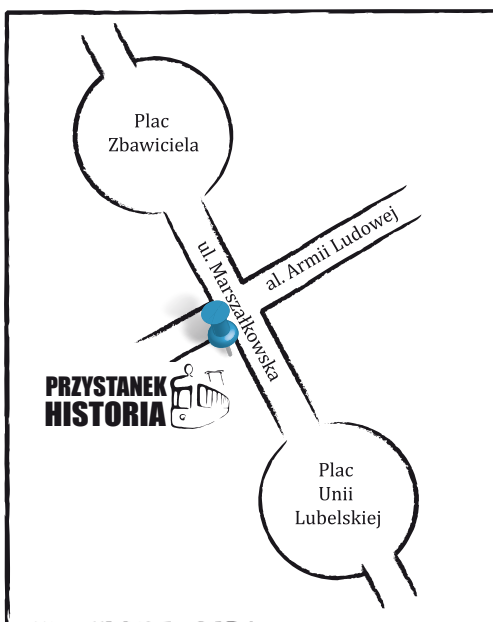 Plac
Zbawiciela
al. Armii Ludowej
ul. Marszałkowska
PRZYSTANEK
HISTORIA
Plac
Unii
Lubelskiej